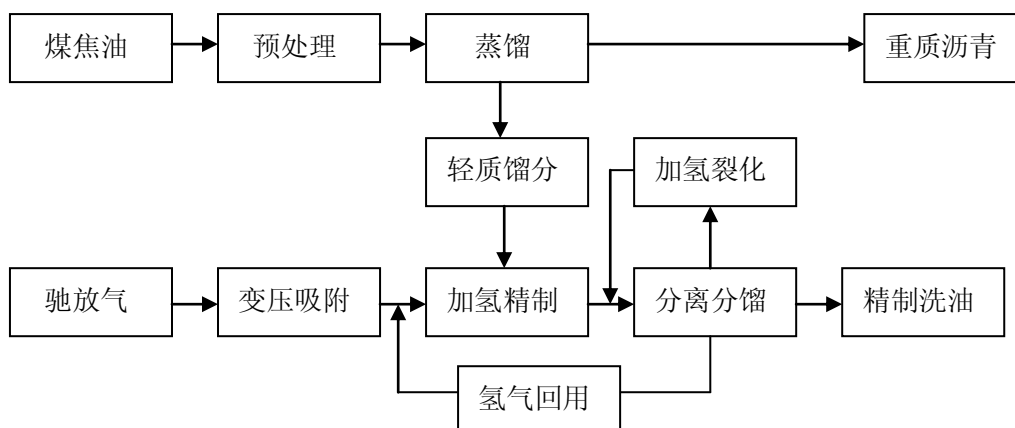 煤焦油
预处理
蒸馏
重质沥青
轻质馏分
加氢裂化
驰放气
变压吸附
加氢精制
分离分馏
精制洗油
氢气回用